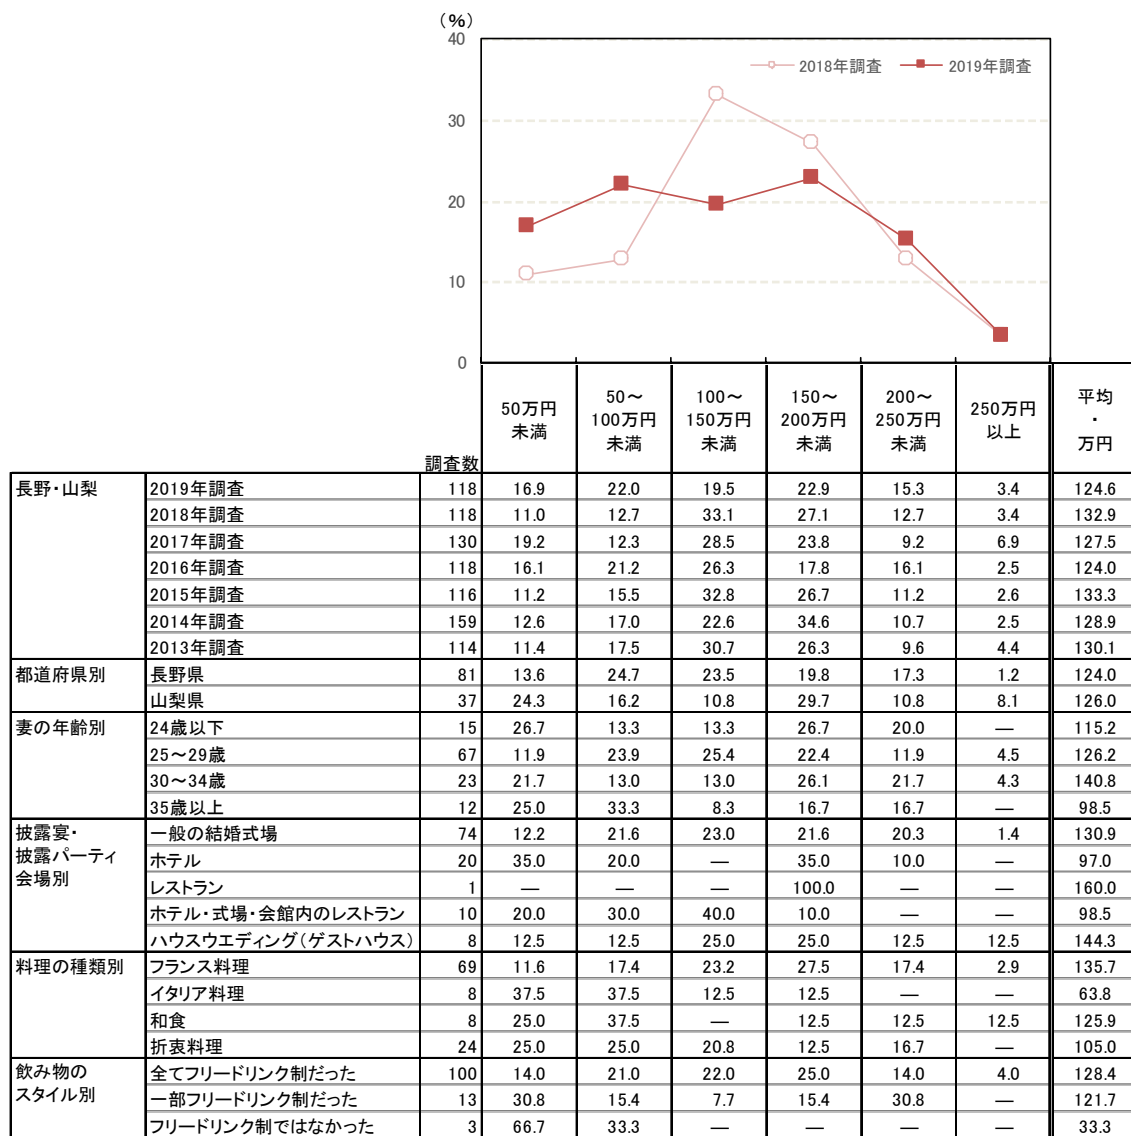 (%)
40
30
20
10
0
2018年調査 2019年調査
調査数 50万円未満 50～100万円未満 100～150万円未満 150～200万円未満 200～250万円未満 250万円以上 平均・万円
長野・山梨 2019年調査 118 16.9 22.0 19.5 22.9 15.3 3.4 124.6
2018年調査 118 11.0 12.7 33.1 27.1 12.7 3.4 132.9
2017年調査 130 19.2 12.3 28.5 23.8 9.2 6.9 127.5
2016年調査 118 16.1 21.2 26.3 17.8 16.1 2.5 124.0
2015年調査 116 11.2 15.5 32.8 26.7 11.2 2.6 133.3
2014年調査 159 12.6 17.0 22.6 34.6 10.7 2.5 128.9
2013年調査 114 11.4 17.5 30.7 26.3 9.6 4.4 130.1
都道府県別 長野県 81 13.6 24.7 23.5 19.8 17.3 1.2 124.0
山梨県 37 24.3 16.2 10.8 29.7 10.8 8.1 126.0
妻の年齢別 24歳以下 15 26.7 13.3 13.3 26.7 20.0 ― 115.2
25～29歳 67 11.9 23.9 25.4 22.4 11.9 4.5 126.2
30～34歳 23 21.7 13.0 13.0 26.1 21.7 4.3 140.8
35歳以上 12 25.0 33.3 8.3 16.7 16.7 ― 98.5
披露宴・披露パーティ会場別 一般の結婚式場 74 12.2 21.6 23.0 21.6 20.3 1.4 130.9
ホテル 20 35.0 20.0 ― 35.0 10.0 ― 97.0
レストラン 1 ― ― ― 100.0 ― ― 160.0
ホテル・式場・会館内のレストラン 10 20.0 30.0 40.0 10.0 ― ― 98.5
ハウスウエディング(ゲストハウス) 8 12.5 12.5 25.0 25.0 12.5 12.5 144.3
料理の種類別 フランス料理 69 11.6 17.4 23.2 27.5 17.4 2.9 135.7
イタリア料理 8 37.5 37.5 12.5 12.5 ― ― 63.8
和食 8 25.0 37.5 ― 12.5 12.5 12.5 125.9
折衷料理 24 25.0 25.0 20.8 12.5 16.7 ― 105.0
飲み物のスタイル別 全てフリードリンク制だった 100 14.0 21.0 22.0 25.0 14.0 4.0 128.4
一部フリードリンク制だった 13 30.8 15.4 7.7 15.4 30.8 ― 121.7
フリードリンク制ではなかった 3 66.7 33.3 ― ― ― ― 33.3